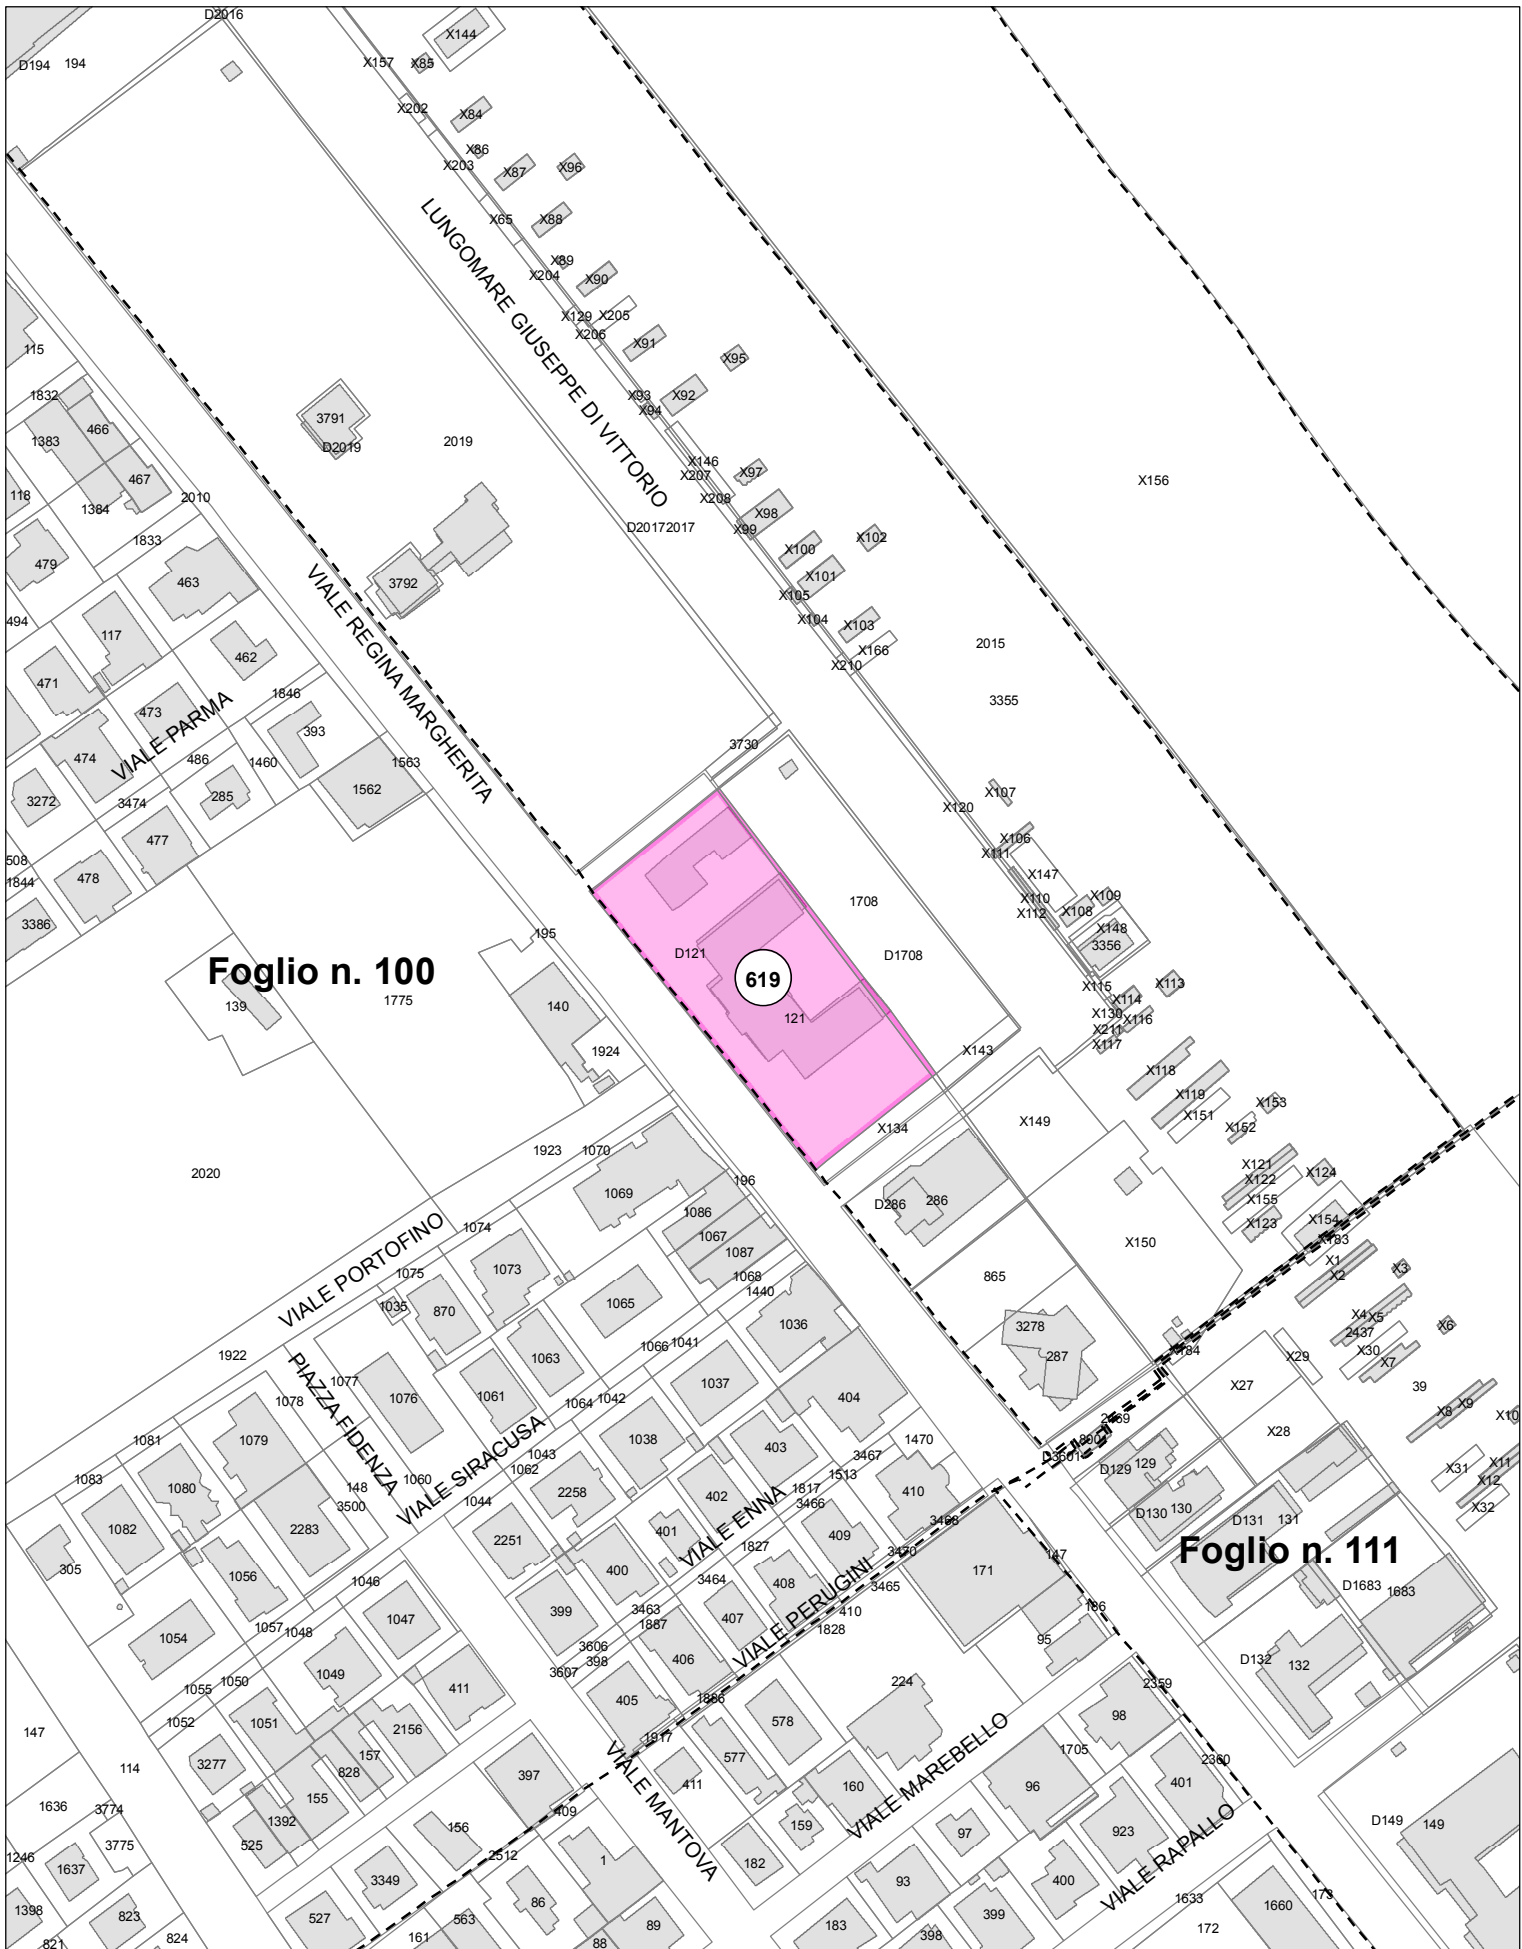 D2016
D194 194
X144
X157
X85
X202
X84
X86
X203
X87
X96
X65
X88
X89
X204
X90
X129
X205
X206
X91
X95
X93
X92
X94
LUNGOMARE GIUSEPPE DI VITTORIO
115
1832
1383
466
467
118
1384
2010
1833
479
463
494
117
462
3791
D2019
2019
3792
X146
X207
X97
X208
X98
X99
D2017 2017
X100
X102
X101
X105
X104
X103
X166
X210
X156
2015
3355
VIALE REGINA MARGHERITA
471
473
VIALE PARMA
1846
393
474
486
1460
1563
3272
3474
285
1562
477
508
1844
478
3386
3730
X107
X120
X106
X111
X147
X110
X109
X112
X108
X148
3356
X115
X113
X114
X130
X116
X211
X117
1708
D1708
D121
619
121
X143
X134
195
Foglio n. 100
139
1775
140
1924
X118
X119
X151
X153
X152
X149
X121
X122
X124
X155
X123
X154
X183
X150
2020
1923
1070
196
1069
1086
1067
1087
1068
1440
D286
286
865
VIALE PORTOFINO
1074
1075
1073
1035
870
1065
1036
1066
1041
1063
1922
PIAZZA FIDENZA
1077
1076
1061
1064
1042
1037
404
3278
287
X184
X1
X2
X3
X4
X5
2437
X6
X30
X7
X29
X27
39
X28
X8
X9
X10
1078
1079
1081
1083
1080
1082
148
3500
1060
VIALE SIRACUSA
1043
1062
1044
1038
403
3467
1470
2283
2258
402
1513
1817
3466
410
VIALE ENNA
401
409
3468
2251
400
1827
3470
D129
129
D130
130
X31
X11
X12
X32
D131
131
Foglio n. 111
305
1056
1046
1047
1057
1048
1054
399
3463
1887
3464
407
408
VIALE PERUGINI
3465
410
1828
171
147
186
95
D1683
1683
D132
132
1049
1050
1055
1052
1051
411
3606
398
3607
406
405
1886
1917
578
224
2359
98
147
114
3277
2156
157
828
155
1392
525
397
VIALE MANTOVA
577
411
160
VIALE MAREBELLO
1705
96
2360
401
1636
3774
3775
1246
1637
1398
823
821
824
409
156
2512
3349
1
159
182
97
923
VIALE RAPALLO
D149
149
527
161
563
86
88
89
183
93
398
399
400
1633
172
1660
173